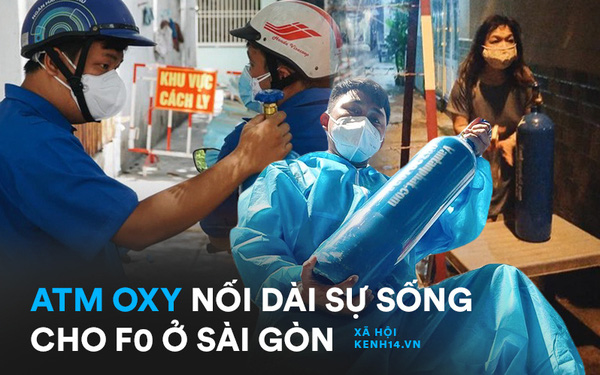 KHU VỰC
CÁCH LY
ATM OXY NỐI DÀI SỰ SỐNG
CHO F0 Ở SÀI GÒN
XÃ HỘI
KENH14.VN